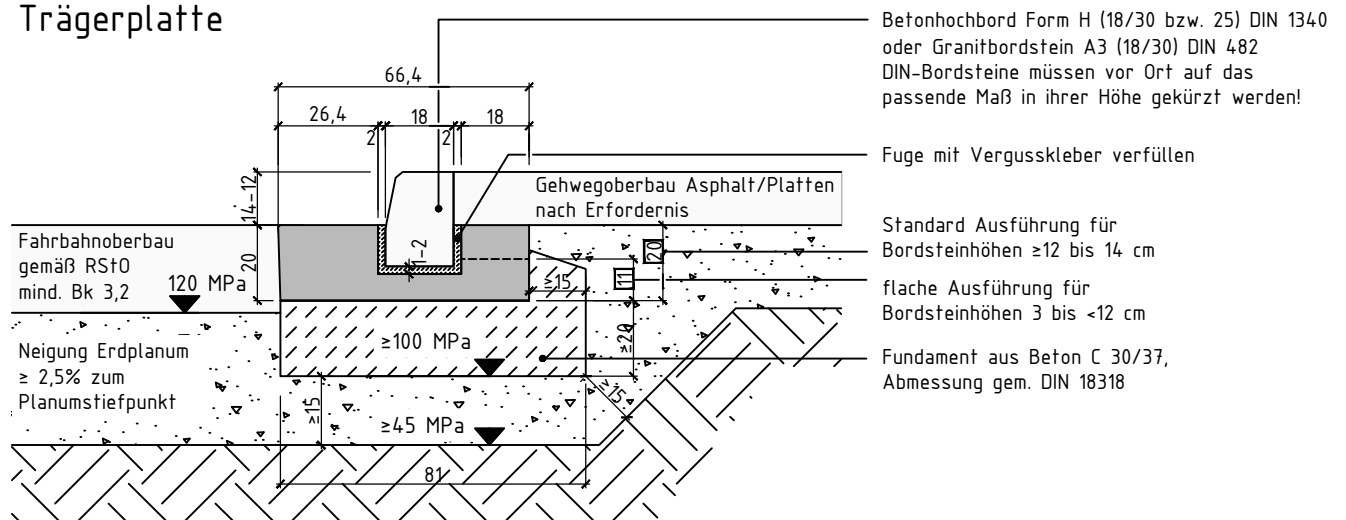 Trägerplatte
Betonhochbord Form H (18/30 bzw. 25) DIN 1340
oder Granitbordstein A3 (18/30) DIN 482
DIN-Bordsteine müssen vor Ort auf das
passende Maß in ihrer Höhe gekürzt werden!
66,4
26,4
2
18
2
18
Fuge mit Vergusskleber verfüllen
14-12
Gehwegoberbau Asphalt/Platten
nach Erfordernis
Fahrbahnoberbau
gemäß RStO
mind. Bk 3,2
120 MPa
20
1-2
20
11
≥15
Standard Ausführung für
Bordsteinhöhen ≥12 bis 14 cm
flache Ausführung für
Bordsteinhöhen 3 bis <12 cm
≥100 MPa
≥20
Fundament aus Beton C 30/37,
Abmessung gem. DIN 18318
Neigung Erdplanum
≥ 2,5% zum
Planumstiefpunkt
≥15
≥15
≥45 MPa
81